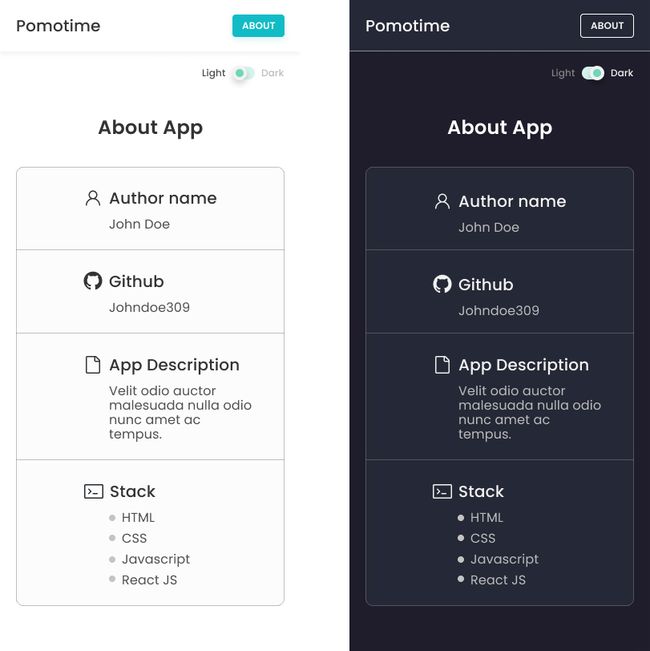 Pomotime
ABOUT
Light
Dark
About App
Author name
John Doe
Github
Johndoe309
App Description
Velit odio auctor
malesuada nulla odio
nunc amet ac
tempus.
Stack
HTML
CSS
Javascript
React JS
Pomotime
ABOUT
Light
Dark
About App
Author name
John Doe
Github
Johndoe309
App Description
Velit odio auctor
malesuada nulla odio
nunc amet ac
tempus.
Stack
HTML
CSS
Javascript
React JS